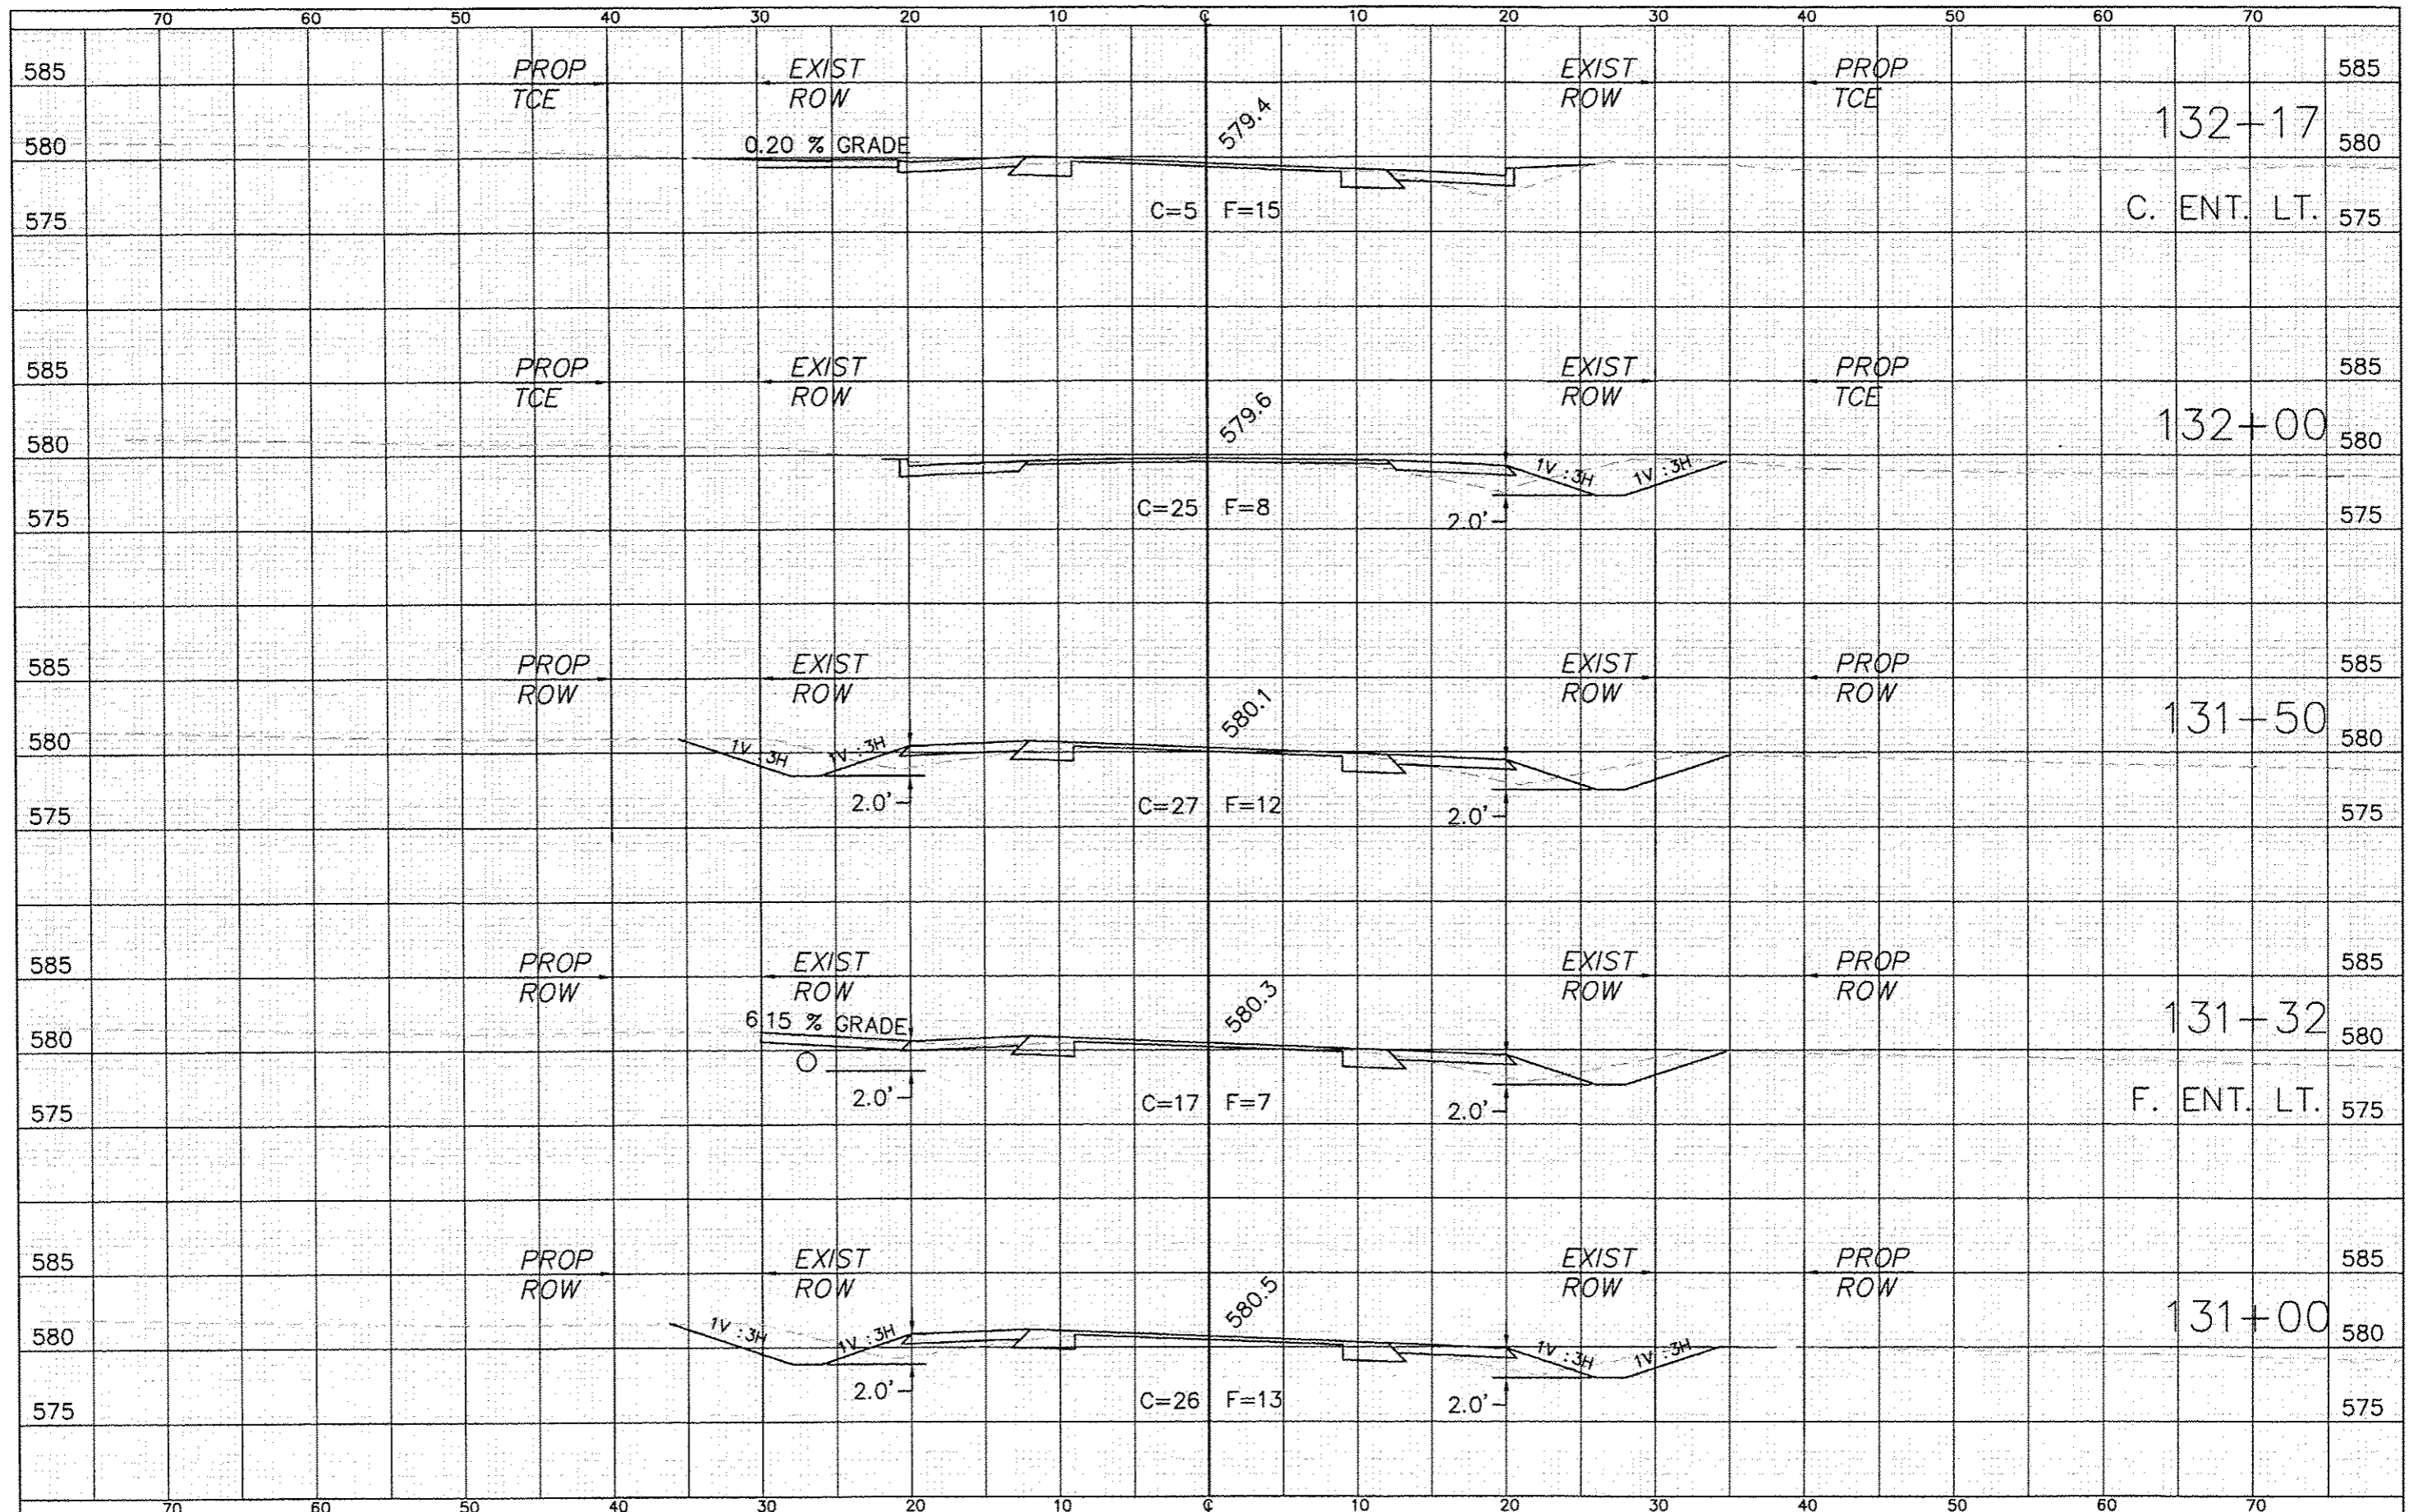 70 60 50 40 30 20 10 ℄ 10 20 30 40 50 60 70
585 PROP TCE EXIST ROW EXIST ROW PROP TCE 585
579.4
132+17
580 0.20 % GRADE 580
C=5 F=15
C. ENT. LT.
575 575
585 PROP TCE EXIST ROW EXIST ROW PROP TCE 585
579.6
132+00
580 580
1V :3H 1V :3H
C=25 F=8 2.0'
575 575
585 PROP ROW EXIST ROW EXIST ROW PROP ROW 585
580.1
131+50
580 580
1V :3H 1V :3H
2.0' C=27 F=12 2.0'
575 575
585 PROP ROW EXIST ROW EXIST ROW PROP ROW 585
580.3
6.15 % GRADE
131+32
580 580
2.0' C=17 F=7 2.0'
F. ENT. LT.
575 575
585 PROP ROW EXIST ROW EXIST ROW PROP ROW 585
580.5
131+00
580 580
1V :3H 1V :3H 1V :3H 1V :3H
2.0' C=26 F=13 2.0'
575 575
70 60 50 40 30 20 10 ℄ 10 20 30 40 50 60 70